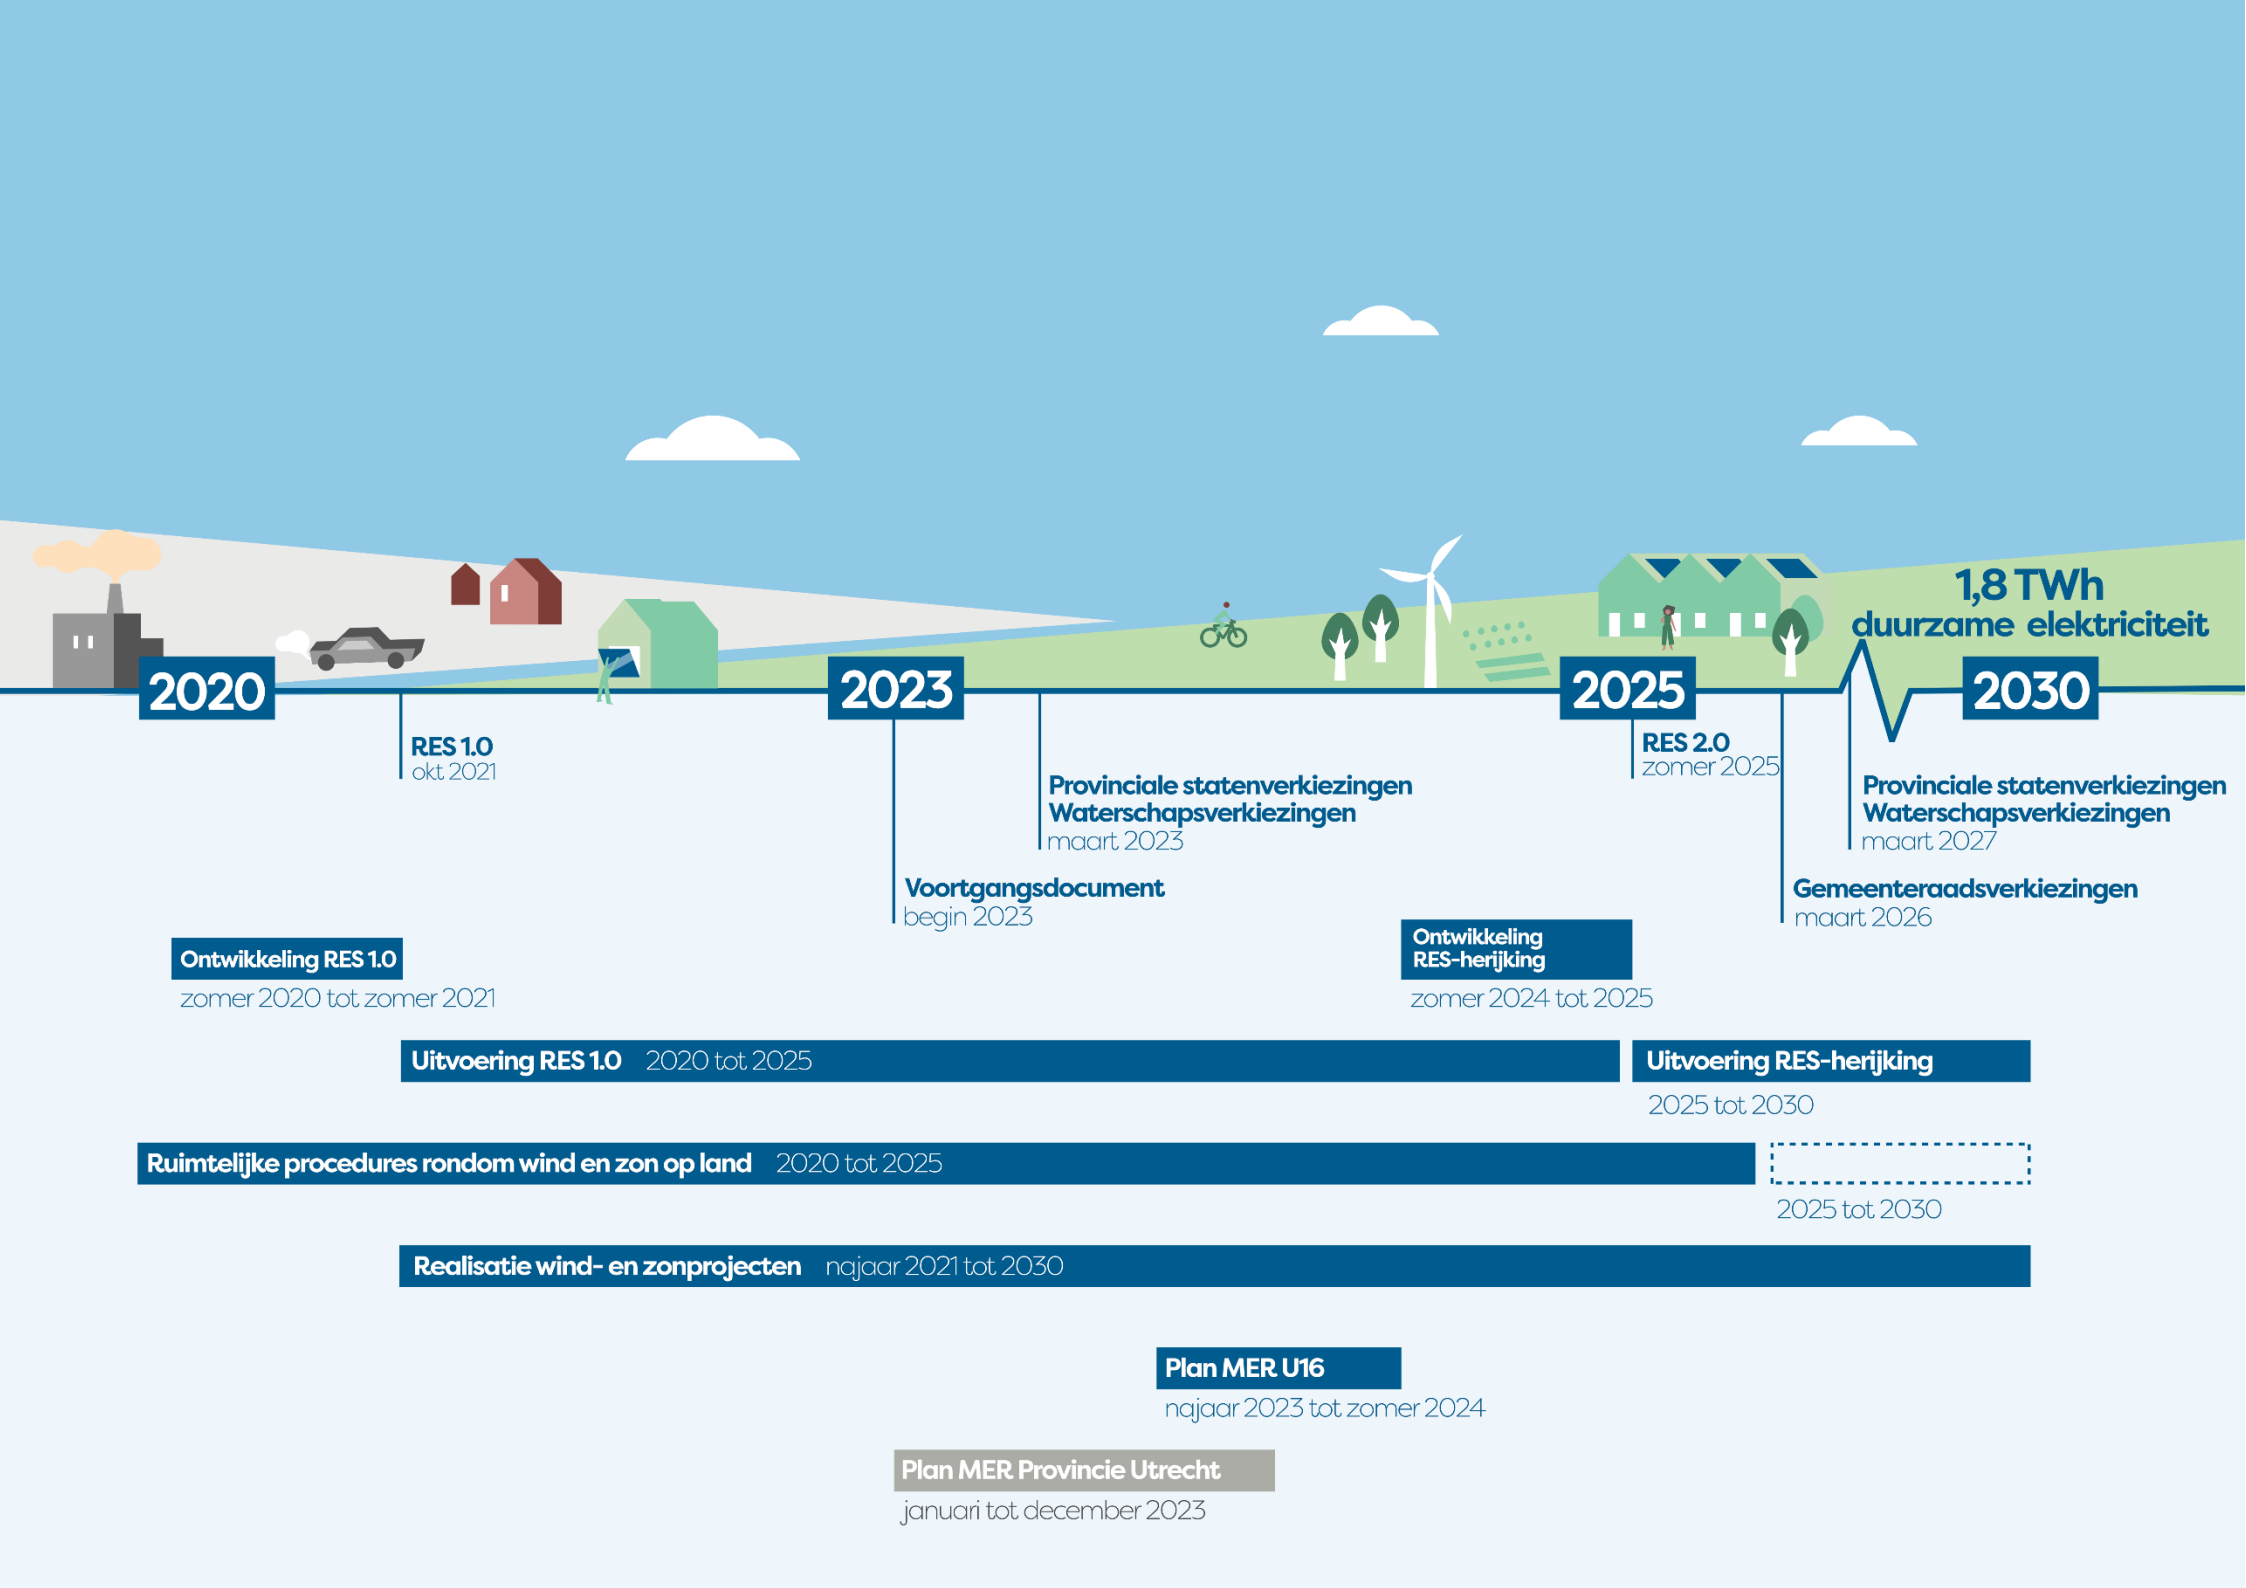 1,8 TWh
duurzame elektriciteit
2020
2023
2025
2030
RES 1.0
okt 2021
RES 2.0
zomer 2025
Provinciale statenverkiezingen
Waterschapsverkiezingen
maart 2023
Provinciale statenverkiezingen
Waterschapsverkiezingen
maart 2027
Voortgangsdocument
begin 2023
Gemeenteraadsverkiezingen
maart 2026
Ontwikkeling RES 1.0
zomer 2020 tot zomer 2021
Ontwikkeling
RES-herijking
zomer 2024 tot 2025
Uitvoering RES 1.0 2020 tot 2025
Uitvoering RES-herijking
2025 tot 2030
Ruimtelijke procedures rondom wind en zon op land 2020 tot 2025
2025 tot 2030
Realisatie wind- en zonprojecten najaar 2021 tot 2030
Plan MER U16
najaar 2023 tot zomer 2024
Plan MER Provincie Utrecht
januari tot december 2023